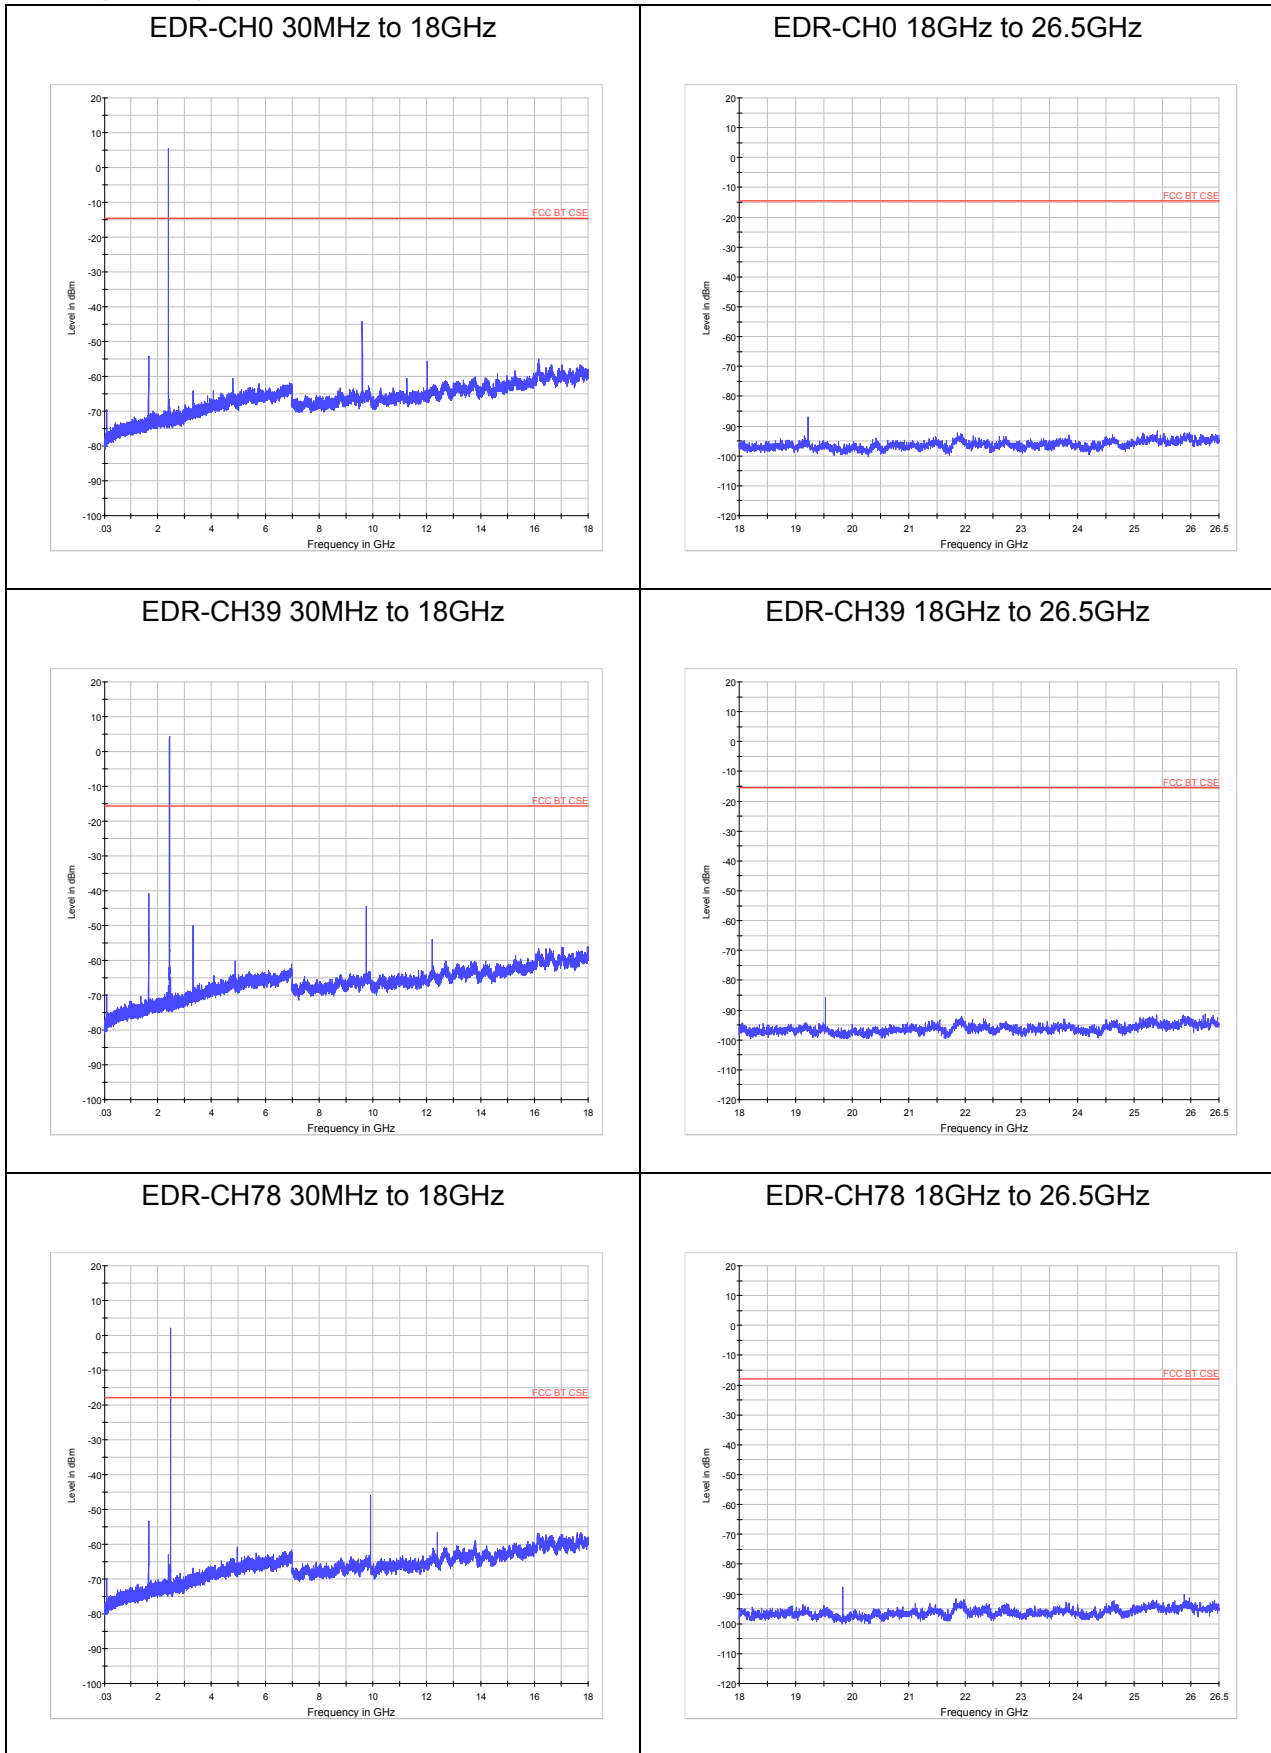 EDR-CH0 30MHz to 18GHz
20
10
0
-10
-20
-30
-40
-50
-60
-70
-80
-90
-100
Level in dBm
FCC BT CSE
.03 2 4 6 8 10 12 14 16 18
Frequency in GHz
EDR-CH0 18GHz to 26.5GHz
20
10
0
-10
-20
-30
-40
-50
-60
-70
-80
-90
-100
-110
-120
Level in dBm
FCC BT CSE
18 19 20 21 22 23 24 25 26 26.5
Frequency in GHz
EDR-CH39 30MHz to 18GHz
20
10
0
-10
-20
-30
-40
-50
-60
-70
-80
-90
-100
Level in dBm
FCC BT CSE
.03 2 4 6 8 10 12 14 16 18
Frequency in GHz
EDR-CH39 18GHz to 26.5GHz
20
10
0
-10
-20
-30
-40
-50
-60
-70
-80
-90
-100
-110
-120
Level in dBm
FCC BT CSE
18 19 20 21 22 23 24 25 26 26.5
Frequency in GHz
EDR-CH78 30MHz to 18GHz
20
10
0
-10
-20
-30
-40
-50
-60
-70
-80
-90
-100
Level in dBm
FCC BT CSE
.03 2 4 6 8 10 12 14 16 18
Frequency in GHz
EDR-CH78 18GHz to 26.5GHz
20
10
0
-10
-20
-30
-40
-50
-60
-70
-80
-90
-100
-110
-120
Level in dBm
FCC BT CSE
18 19 20 21 22 23 24 25 26 26.5
Frequency in GHz